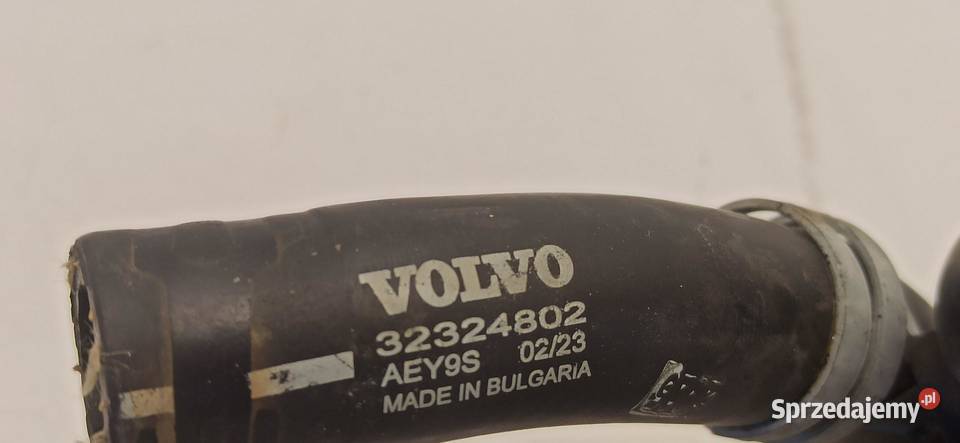 VOLVO
32324802
AEY9S 02/23
MADE IN BULGARIA
Sprzedajemy.pl